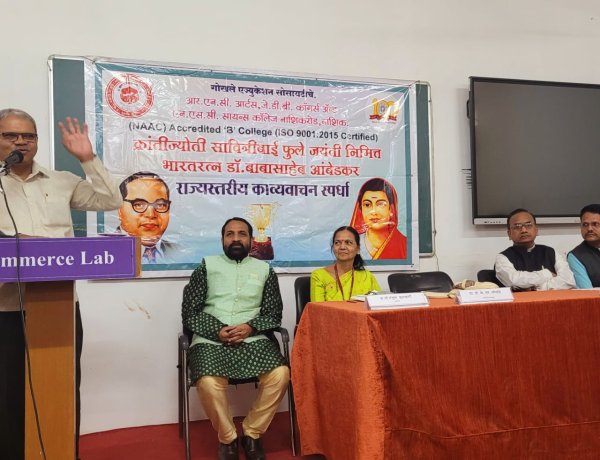 गोखले एज्युकेशन सोसायटीचे.
आर.एन.सी. आर्टस,जे.डी.बी. कॉमर्स अ‍ॅन्ड
एन.एस.सी. सायन्स कॉलेज नाशिकरोड,नाशिक.
(NAAC) Accredited 'B' College (ISO 9001:2015 Certified)
क्रांतीज्योती सावित्रीबाई फुले जयंती निमित्त
भारतरत्न डॉ.बाबासाहेब आंबेडकर
राज्यस्तरीय काव्यवाचन स्पर्धा
ommerce Lab